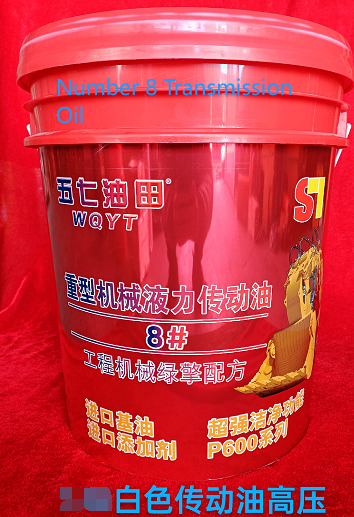 Number 8 Transmission
Oil
五七油田®
WQYT
重型机械液力传动油
8#
工程机械绿擎配方
进口基油
进口添加剂
超强洁净功能
P600系列
白色传动油高压